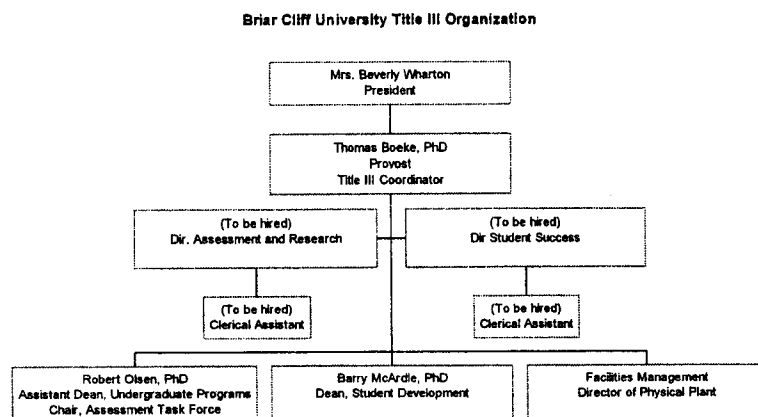 Briar Cliff University Title III Organization
Mrs. Beverly Wharton
President
Thomas Boeke, PhD
Provost
Title III Coordinator
(To be hired)
Dir. Assessment and Research
(To be hired)
Dir Student Success
(To be hired)
Clerical Assistant
(To be hired)
Clerical Assistant
Robert Olsen, PhD
Assistant Dean, Undergraduate Programs
Chair, Assessment Task Force
Barry McArdle, PhD
Dean, Student Development
Facilities Management
Director of Physical Plant